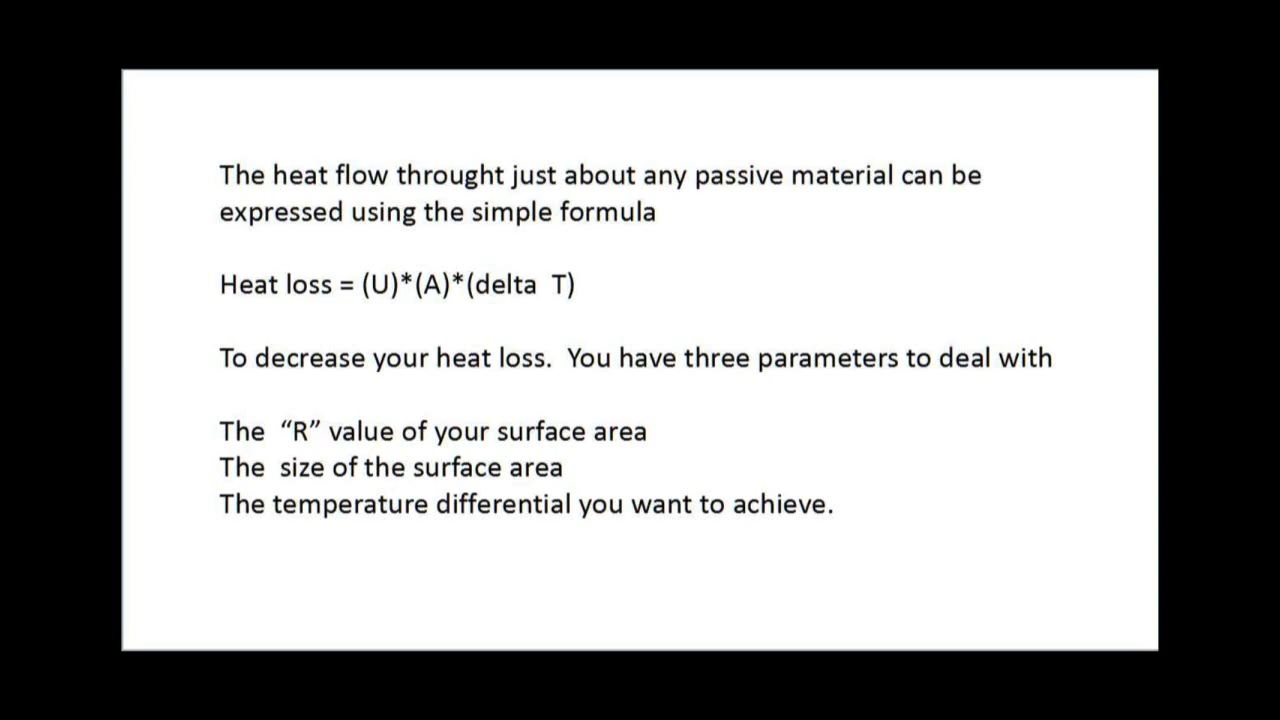 The heat flow throught just about any passive material can be
expressed using the simple formula
Heat loss = (U)*(A)*(delta  T)
To decrease your heat loss.  You have three parameters to deal with
The  “R” value of your surface area
The  size of the surface area
The temperature differential you want to achieve.